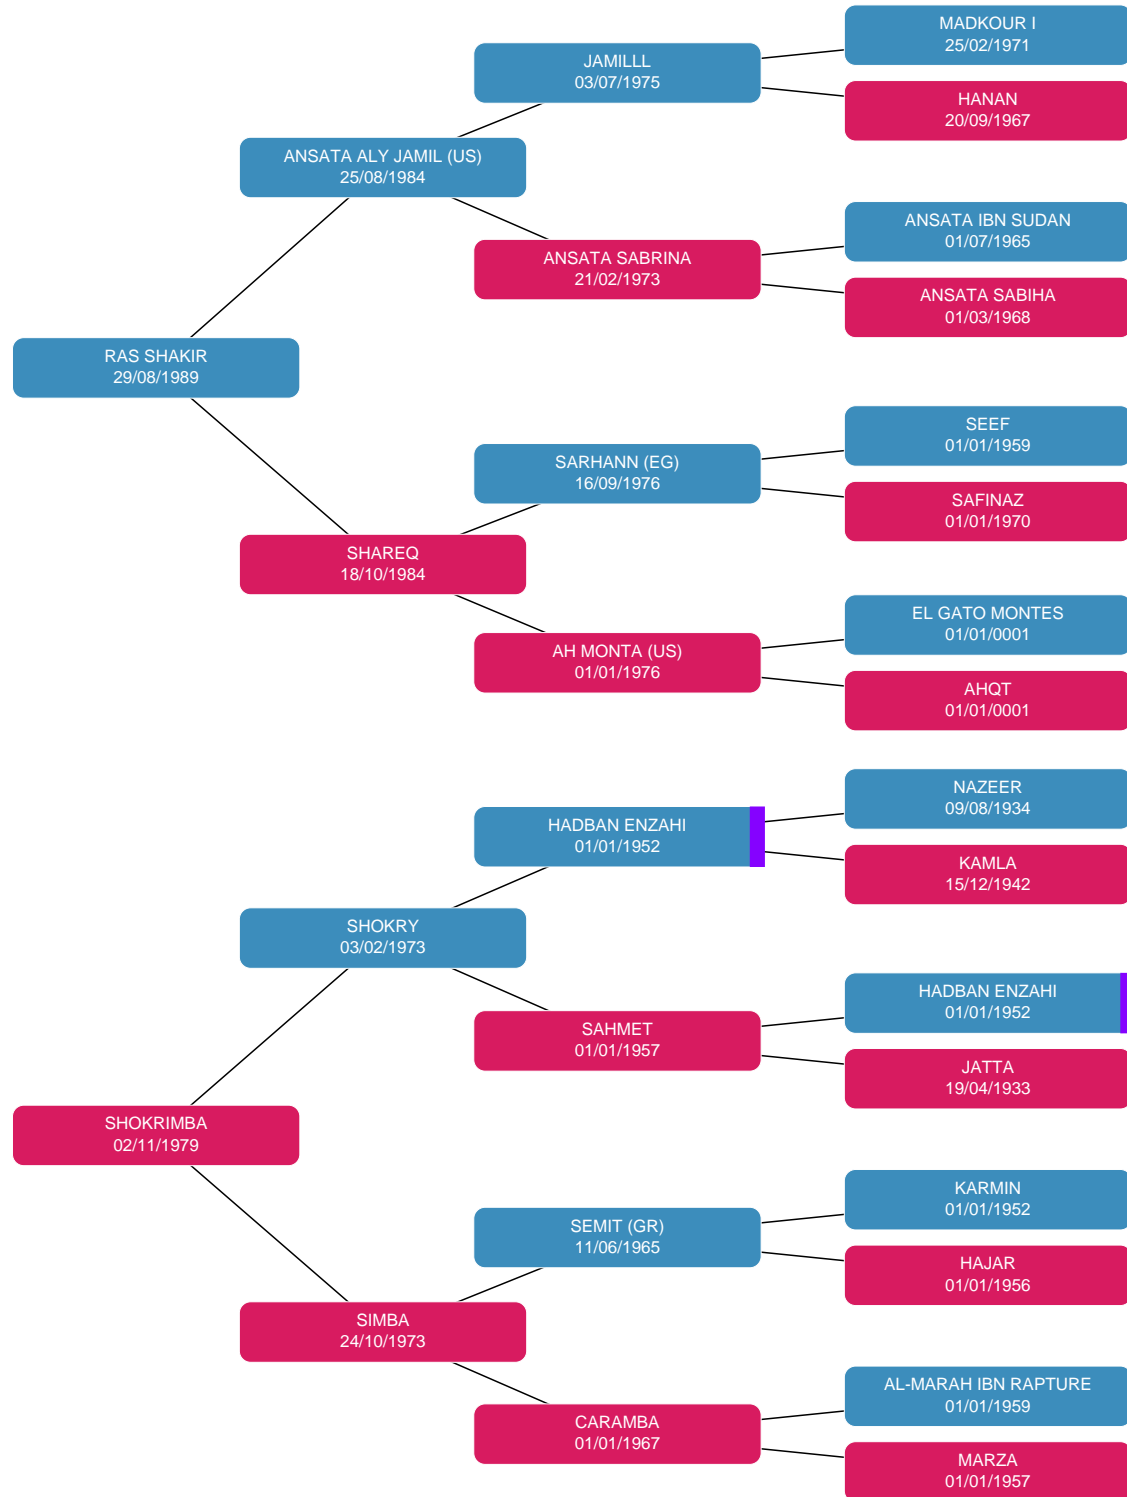 MADKOUR I
25/02/1971
JAMILLL
03/07/1975
HANAN
20/09/1967
ANSATA ALY JAMIL (US)
25/08/1984
ANSATA IBN SUDAN
01/07/1965
ANSATA SABRINA
21/02/1973
ANSATA SABIHA
01/03/1968
RAS SHAKIR
29/08/1989
SEEF
01/01/1959
SARHANN (EG)
16/09/1976
SAFINAZ
01/01/1970
SHAREQ
18/10/1984
EL GATO MONTES
01/01/0001
AH MONTA (US)
01/01/1976
AHQT
01/01/0001
NAZEER
09/08/1934
HADBAN ENZAHI
01/01/1952
KAMLA
15/12/1942
SHOKRY
03/02/1973
HADBAN ENZAHI
01/01/1952
SAHMET
01/01/1957
JATTA
19/04/1933
SHOKRIMBA
02/11/1979
KARMIN
01/01/1952
SEMIT (GR)
11/06/1965
HAJAR
01/01/1956
SIMBA
24/10/1973
AL-MARAH IBN RAPTURE
01/01/1959
CARAMBA
01/01/1967
MARZA
01/01/1957